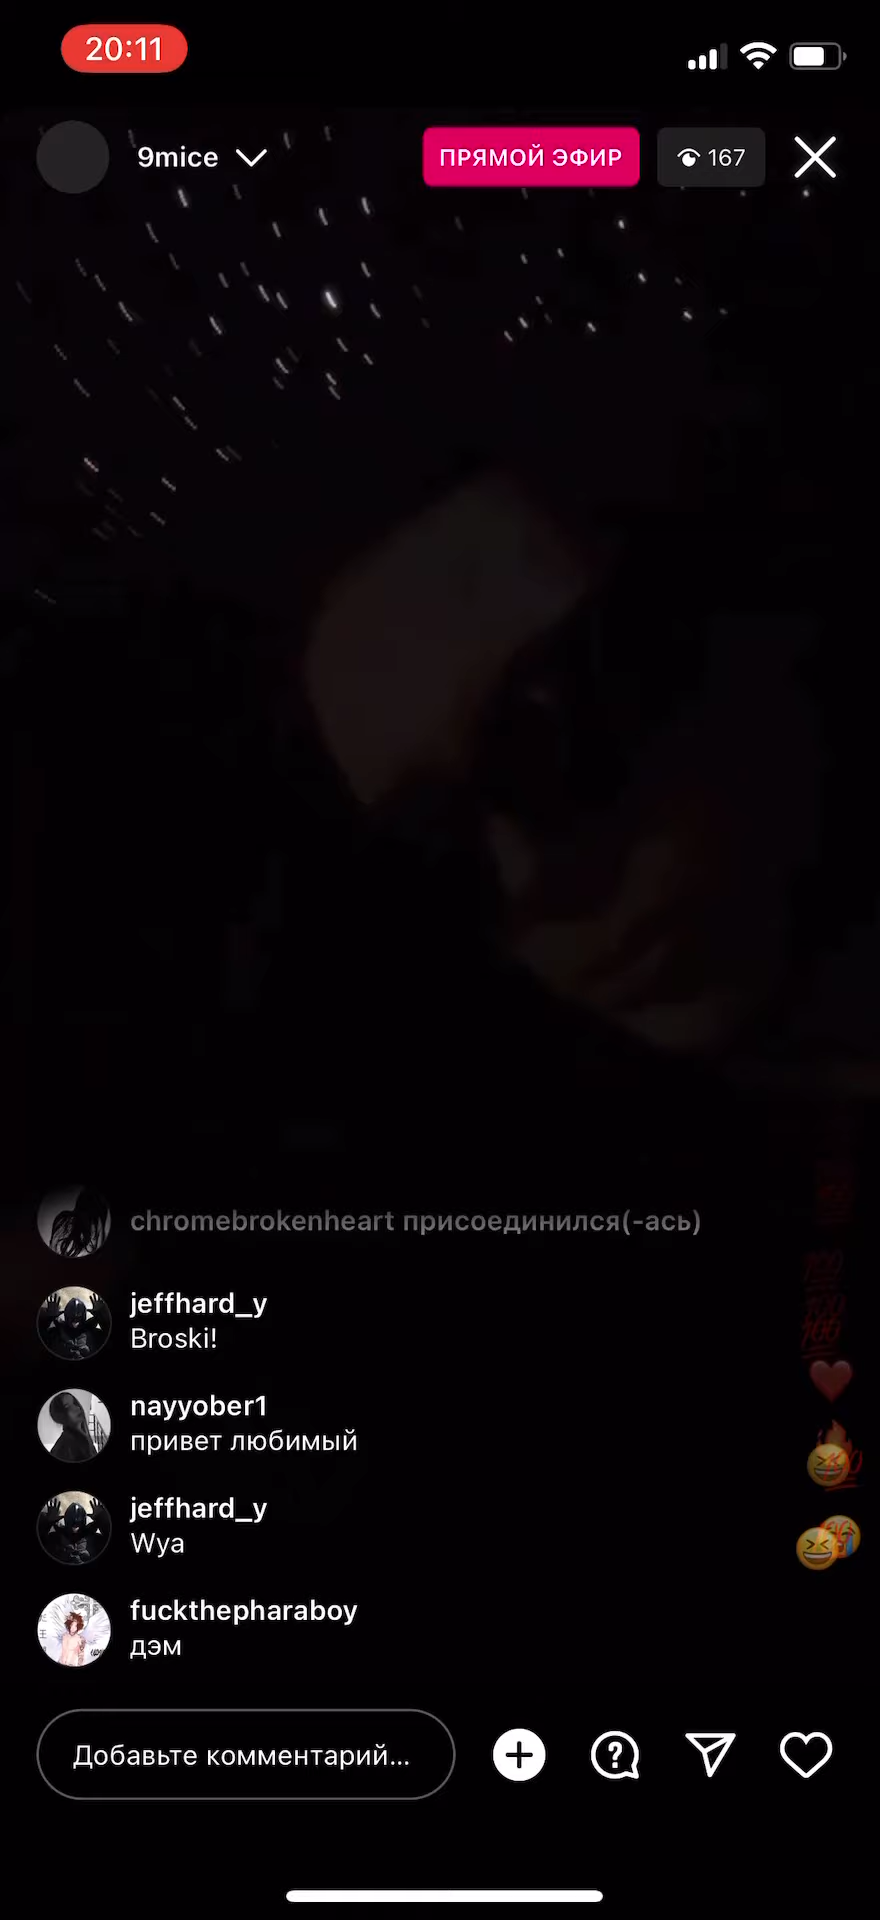 20:11
9mice
ПРЯМОЙ ЭФИР
167
chromebrokenheart присоединился(-ась)
jeffhard_y
Broski!
nayyober1
привет любимый
jeffhard_y
Wya
fuckthepharaboy
дэм
Добавьте комментарий...